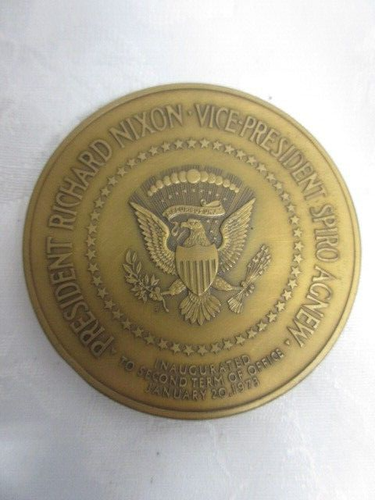 PRESIDENT RICHARD NIXON · VICE-PRESIDENT SPIRO AGNEW ·
INAUGURATED
TO SECOND TERM OF OFFICE
JANUARY 20, 1973